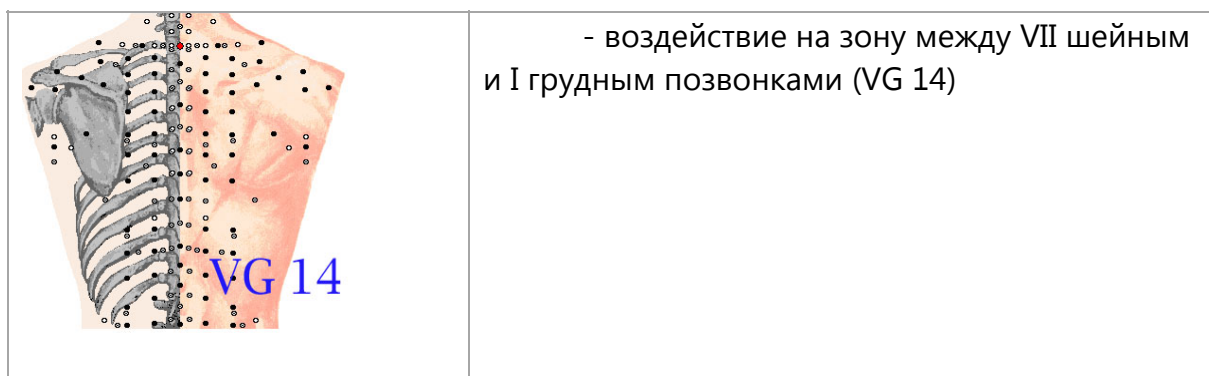 - воздействие на зону между VII шейным
и I грудным позвонками (VG 14)
VG 14